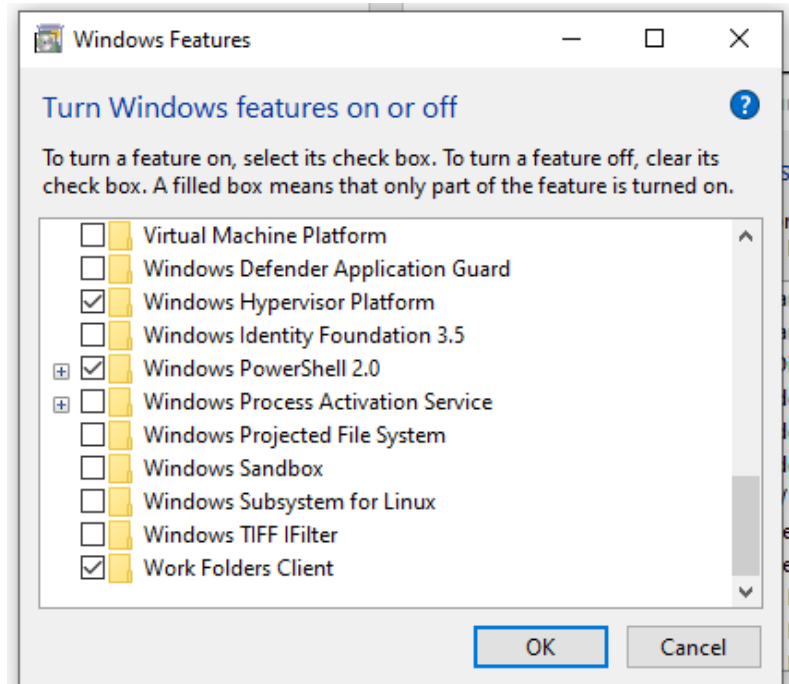 Windows Features
Turn Windows features on or off
?
To turn a feature on, select its check box. To turn a feature off, clear its
check box. A filled box means that only part of the feature is turned on.
Virtual Machine Platform
Windows Defender Application Guard
Windows Hypervisor Platform
Windows Identity Foundation 3.5
Windows PowerShell 2.0
Windows Process Activation Service
Windows Projected File System
Windows Sandbox
Windows Subsystem for Linux
Windows TIFF IFilter
Work Folders Client
OK
Cancel